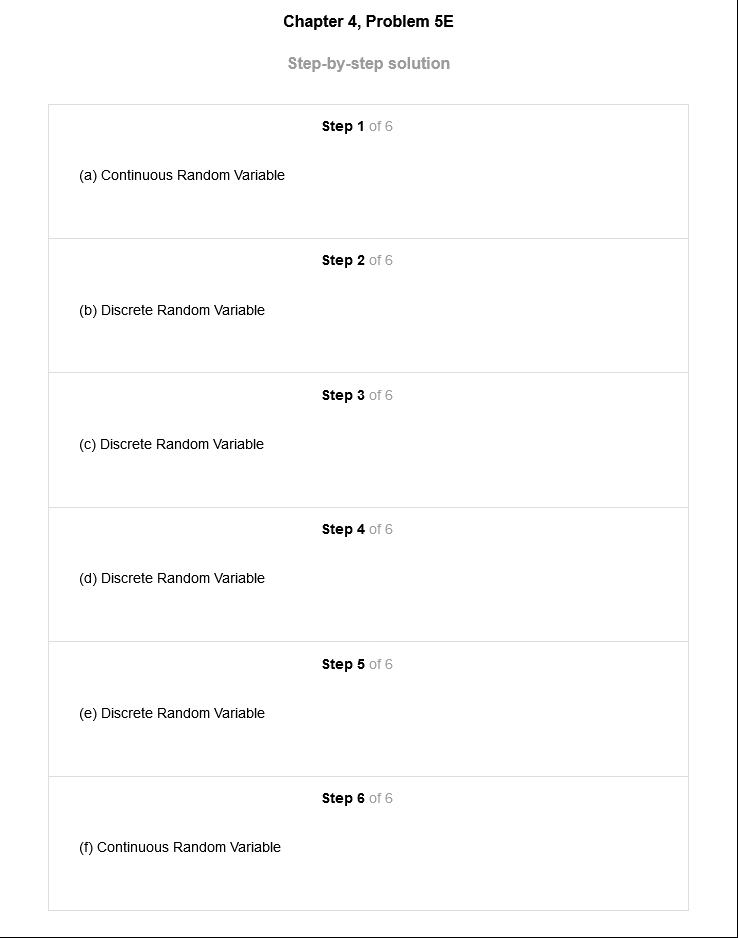 Chapter 4, Problem 5E
Step-by-step solution
Step 1 of 6
(a) Continuous Random Variable
Step 2 of 6
(b) Discrete Random Variable
Step 3 of 6
(c) Discrete Random Variable
Step 4 of 6
(d) Discrete Random Variable
Step 5 of 6
(e) Discrete Random Variable
Step 6 of 6
(f) Continuous Random Variable